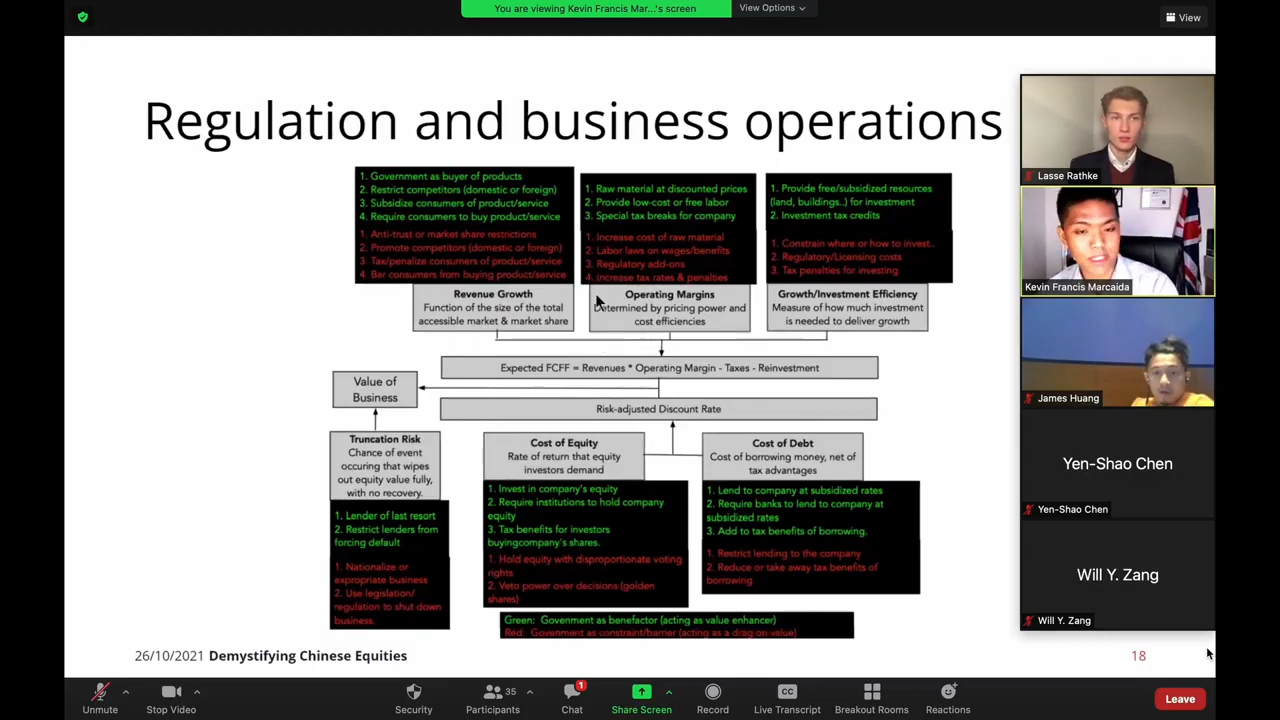 You are viewing Kevin Francis Mar...'s screen
View Options
View
Regulation and business operations
1. Government as buyer of products
2. Restrict competitors (domestic or foreign)
3. Subsidize consumers of product/service
4. Require consumers to buy product/service
1. Anti-trust or market share restrictions
2. Promote competitors (domestic or foreign)
3. Tax/penalize consumers of product/service
4. Bar consumers from buying product/service
1. Raw material at discounted prices
2. Provide low-cost or free labor
3. Special tax breaks for company
1. Increase cost of raw material
2. Labor laws on wages/benefits
3. Regulatory add-ons
4. Increase tax rates & penalties
1. Provide free/subsidized resources
(land, buildings..) for investment
2. Investment tax credits
1. Constrain where or how to invest..
2. Regulatory/Licensing costs
3. Tax penalties for investing
Revenue Growth
Function of the size of the total
accessible market & market share
Operating Margins
Determined by pricing power and
cost efficiencies
Growth/Investment Efficiency
Measure of how much investment
is needed to deliver growth
Expected FCFF = Revenues * Operating Margin - Taxes - Reinvestment
Value of
Business
Risk-adjusted Discount Rate
Truncation Risk
Chance of event
occuring that wipes
out equity value fully,
with no recovery.
Cost of Equity
Rate of return that equity
investors demand
Cost of Debt
Cost of borrowing money, net of
tax advantages
1. Lender of last resort
2. Restrict lenders from
forcing default
1. Nationalize or
expropriate business
2. Use legislation/
regulation to shut down
business.
1. Invest in company's equity
2. Require institutions to hold company
equity
3. Tax benefits for investors
buyingcompany's shares.
1. Hold equity with disproportionate voting
rights
2. Veto power over decisions (golden
shares)
1. Lend to company at subsidized rates
2. Require banks to lend to company at
subsidized rates
3. Add to tax benefits of borrowing.
1. Restrict lending to the company
2. Reduce or take away tax benefits of
borrowing
Green: Govenment as benefactor (acting as value enhancer)
Red: Govenment as constraint/barrier (acting as a drag on value)
26/10/2021 Demystifying Chinese Equities
18
Lasse Rathke
Kevin Francis Marcaida
James Huang
Yen-Shao Chen
Yen-Shao Chen
Will Y. Zang
Will Y. Zang
Unmute
Stop Video
Security
35
Participants
1
Chat
Share Screen
Record
CC
Live Transcript
Breakout Rooms
Reactions
Leave